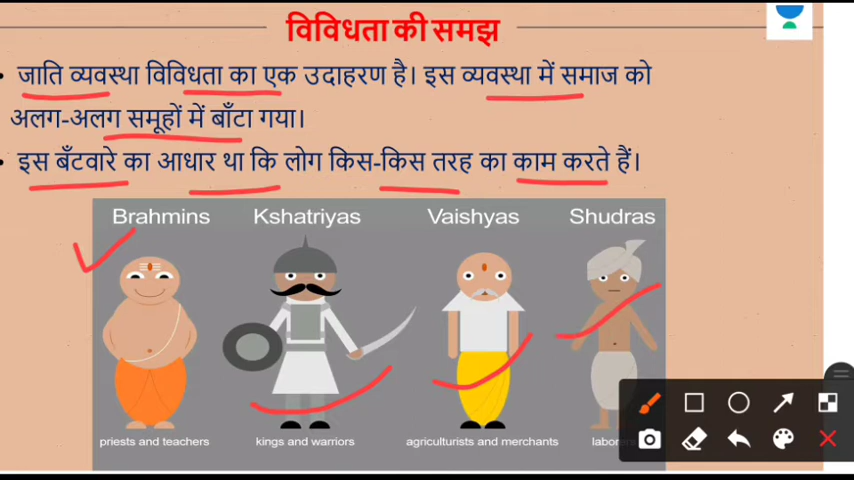 विविधता की समझ
• जाति व्यवस्था विविधता का एक उदाहरण है। इस व्यवस्था में समाज को
अलग-अलग समूहों में बाँटा गया।
• इस बँटवारे का आधार था कि लोग किस-किस तरह का काम करते हैं।
Brahmins Kshatriyas Vaishyas Shudras
priests and teachers kings and warriors agriculturists and merchants